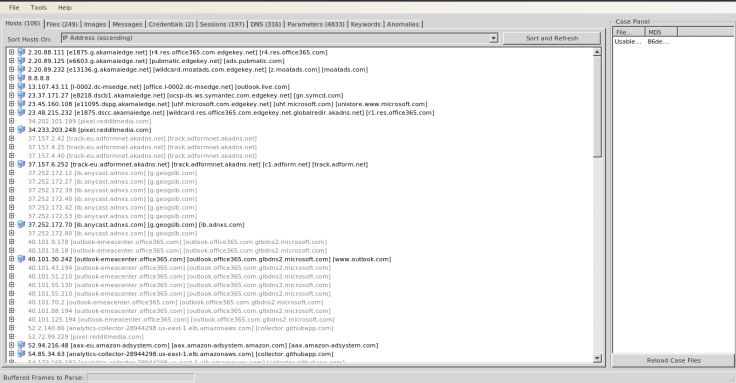 File Tools Help
Hosts (106) Files (249) Images Messages Credentials (2) Sessions (197) DNS (316) Parameters (4833) Keywords Anomalies
Sort Hosts On: IP Address (ascending) Sort and Refresh
2.20.88.111 [e1875.g.akamaiedge.net] [r4.res.office365.com.edgekey.net] [r4.res.office365.com]
2.20.89.125 [e6603.g.akamaiedge.net] [pubmatic.edgekey.net] [ads.pubmatic.com]
2.20.89.232 [e13136.g.akamaiedge.net] [wildcard.moatads.com.edgekey.net] [z.moatads.com] [moatads.com]
8.8.8.8
13.107.43.11 [l-0002.dc-msedge.net] [office.l-0002.dc-msedge.net] [outlook.live.com]
23.37.171.27 [e8218.dscb1.akamaiedge.net] [ocsp-ds.ws.symantec.com.edgekey.net] [gn.symcd.com]
23.45.160.108 [e11095.dspg.akamaiedge.net] [uhf.microsoft.com.edgekey.net] [uhf.microsoft.com] [unistore.www.microsoft.com]
23.48.215.232 [e1875.dscc.akamaiedge.net] [wildcard.res.office365.com.edgekey.net.globalredir.akadns.net] [r1.res.office365.com]
34.202.101.199 [pixel.redditmedia.com]
34.233.203.248 [pixel.redditmedia.com]
37.157.2.42 [track-eu.adformnet.akadns.net] [track.adformnet.akadns.net]
37.157.4.25 [track-eu.adformnet.akadns.net] [track.adformnet.akadns.net]
37.157.4.40 [track-eu.adformnet.akadns.net] [track.adformnet.akadns.net]
37.157.6.252 [track-eu.adformnet.akadns.net] [track.adformnet.akadns.net] [c1.adform.net] [track.adform.net]
37.252.172.12 [ib.anycast.adnxs.com] [g.geogslb.com]
37.252.172.27 [ib.anycast.adnxs.com] [g.geogslb.com]
37.252.172.39 [ib.anycast.adnxs.com] [g.geogslb.com]
37.252.172.40 [ib.anycast.adnxs.com] [g.geogslb.com]
37.252.172.42 [ib.anycast.adnxs.com] [g.geogslb.com]
37.252.172.53 [ib.anycast.adnxs.com] [g.geogslb.com]
37.252.172.70 [ib.anycast.adnxs.com] [g.geogslb.com] [ib.adnxs.com]
37.252.172.80 [ib.anycast.adnxs.com] [g.geogslb.com]
40.101.9.178 [outlook-emeacenter.office365.com] [outlook.office365.com.glbdns2.microsoft.com]
40.101.18.18 [outlook-emeacenter.office365.com] [outlook.office365.com.glbdns2.microsoft.com]
40.101.30.242 [outlook-emeacenter.office365.com] [outlook.office365.com.glbdns2.microsoft.com] [www.outlook.com]
40.101.43.194 [outlook-emeacenter.office365.com] [outlook.office365.com.glbdns2.microsoft.com]
40.101.51.210 [outlook-emeacenter.office365.com] [outlook.office365.com.glbdns2.microsoft.com]
40.101.55.130 [outlook-emeacenter.office365.com] [outlook.office365.com.glbdns2.microsoft.com]
40.101.55.210 [outlook-emeacenter.office365.com] [outlook.office365.com.glbdns2.microsoft.com]
40.101.70.2 [outlook-emeacenter.office365.com] [outlook.office365.com.glbdns2.microsoft.com]
40.101.88.194 [outlook-emeacenter.office365.com] [outlook.office365.com.glbdns2.microsoft.com]
40.101.125.194 [outlook-emeacenter.office365.com] [outlook.office365.com.glbdns2.microsoft.com]
52.2.140.86 [analytics-collector-28944298.us-east-1.elb.amazonaws.com] [collector.githubapp.com]
52.72.99.229 [pixel.redditmedia.com]
52.94.216.48 [aax-eu.amazon-adsystem.com] [aax.amazon-adsystem.amazon.com] [aax.amazon-adsystem.com]
54.85.34.63 [analytics-collector-28944298.us-east-1.elb.amazonaws.com] [collector.githubapp.com]
Case Panel
File... MD5
Usable... 86de...
Reload Case Files
Buffered Frames to Parse: